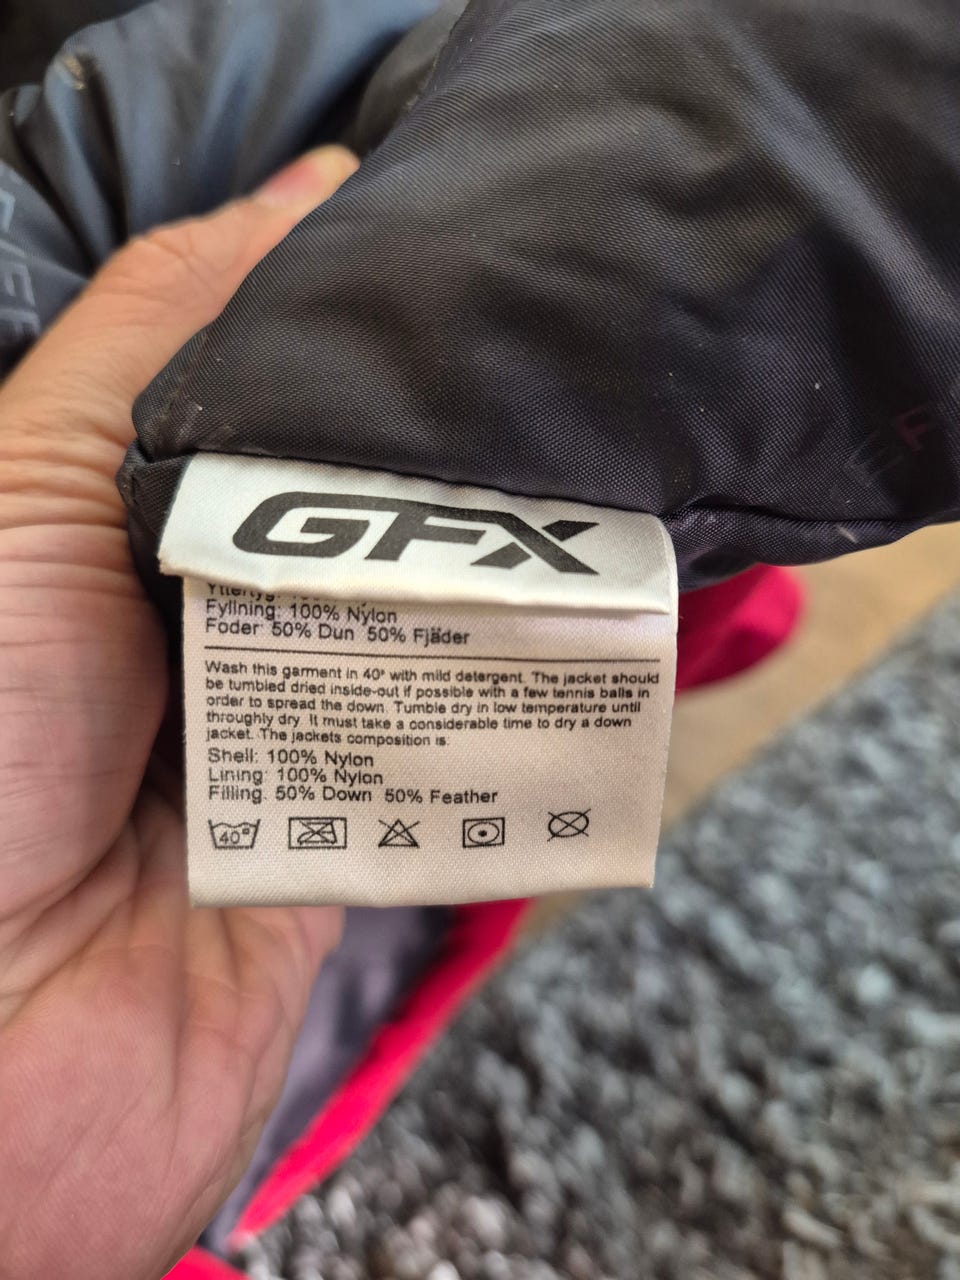 GFX
Yttertyg:
Fyllning: 100% Nylon
Foder: 50% Dun 50% Fjäder
Wash this garment in 40° with mild detergent. The jacket should
be tumbled dried inside-out if possible with a few tennis balls in
order to spread the down. Tumble dry in low temperature until
throughly dry. It must take a considerable time to dry a down
jacket. The jackets composition is:
Shell: 100% Nylon
Lining: 100% Nylon
Filling: 50% Down 50% Feather
40°